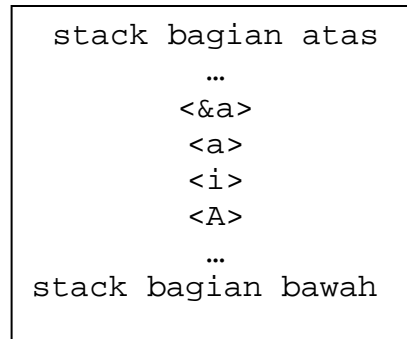 stack bagian atas
…
<&a>
<a>
<i>
<A>
…
stack bagian bawah